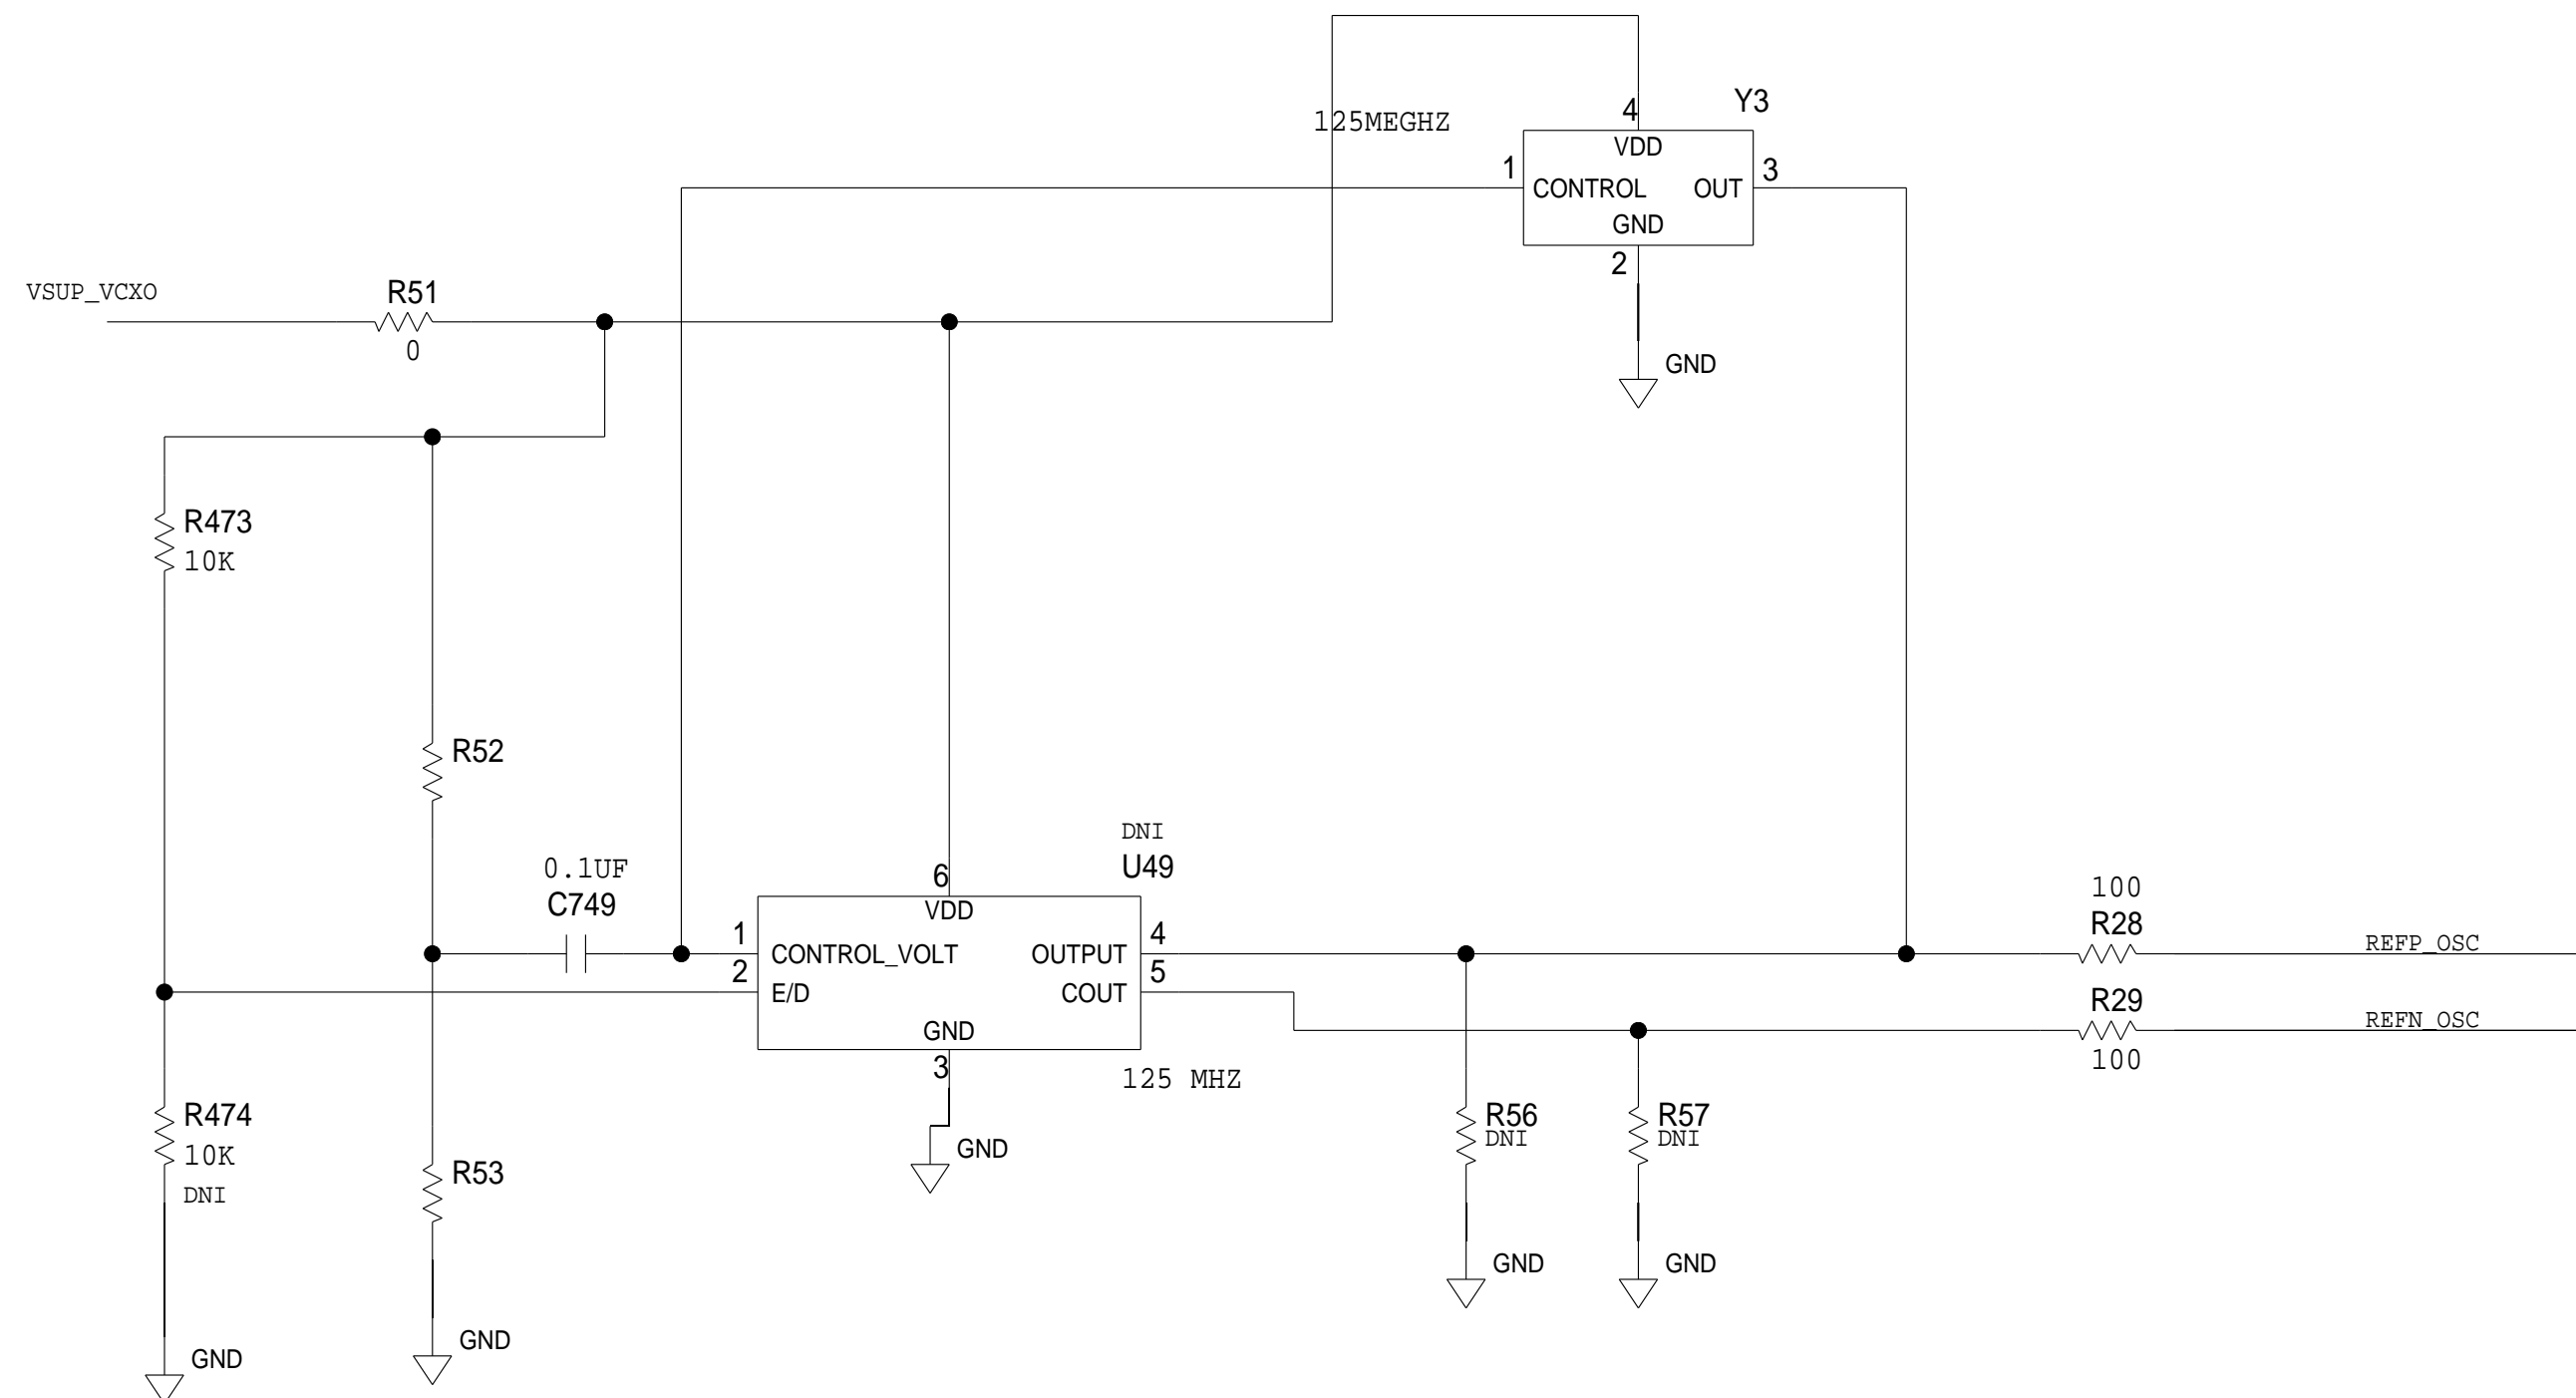 Y3
4
125MEGHZ
VDD
1
3
CONTROL
OUT
GND
2
VSUP_VCXO
R51
0
GND
R473
10K
R52
DNI
U49
0.1UF
C749
6
VDD
100
R28
1
4
CONTROL_VOLT
OUTPUT
REFP_OSC
2
5
E/D
COUT
R29
REFN_OSC
GND
100
3
125 MHZ
R474
10K
DNI
GND
R56
DNI
R57
DNI
R53
GND
GND
GND
GND